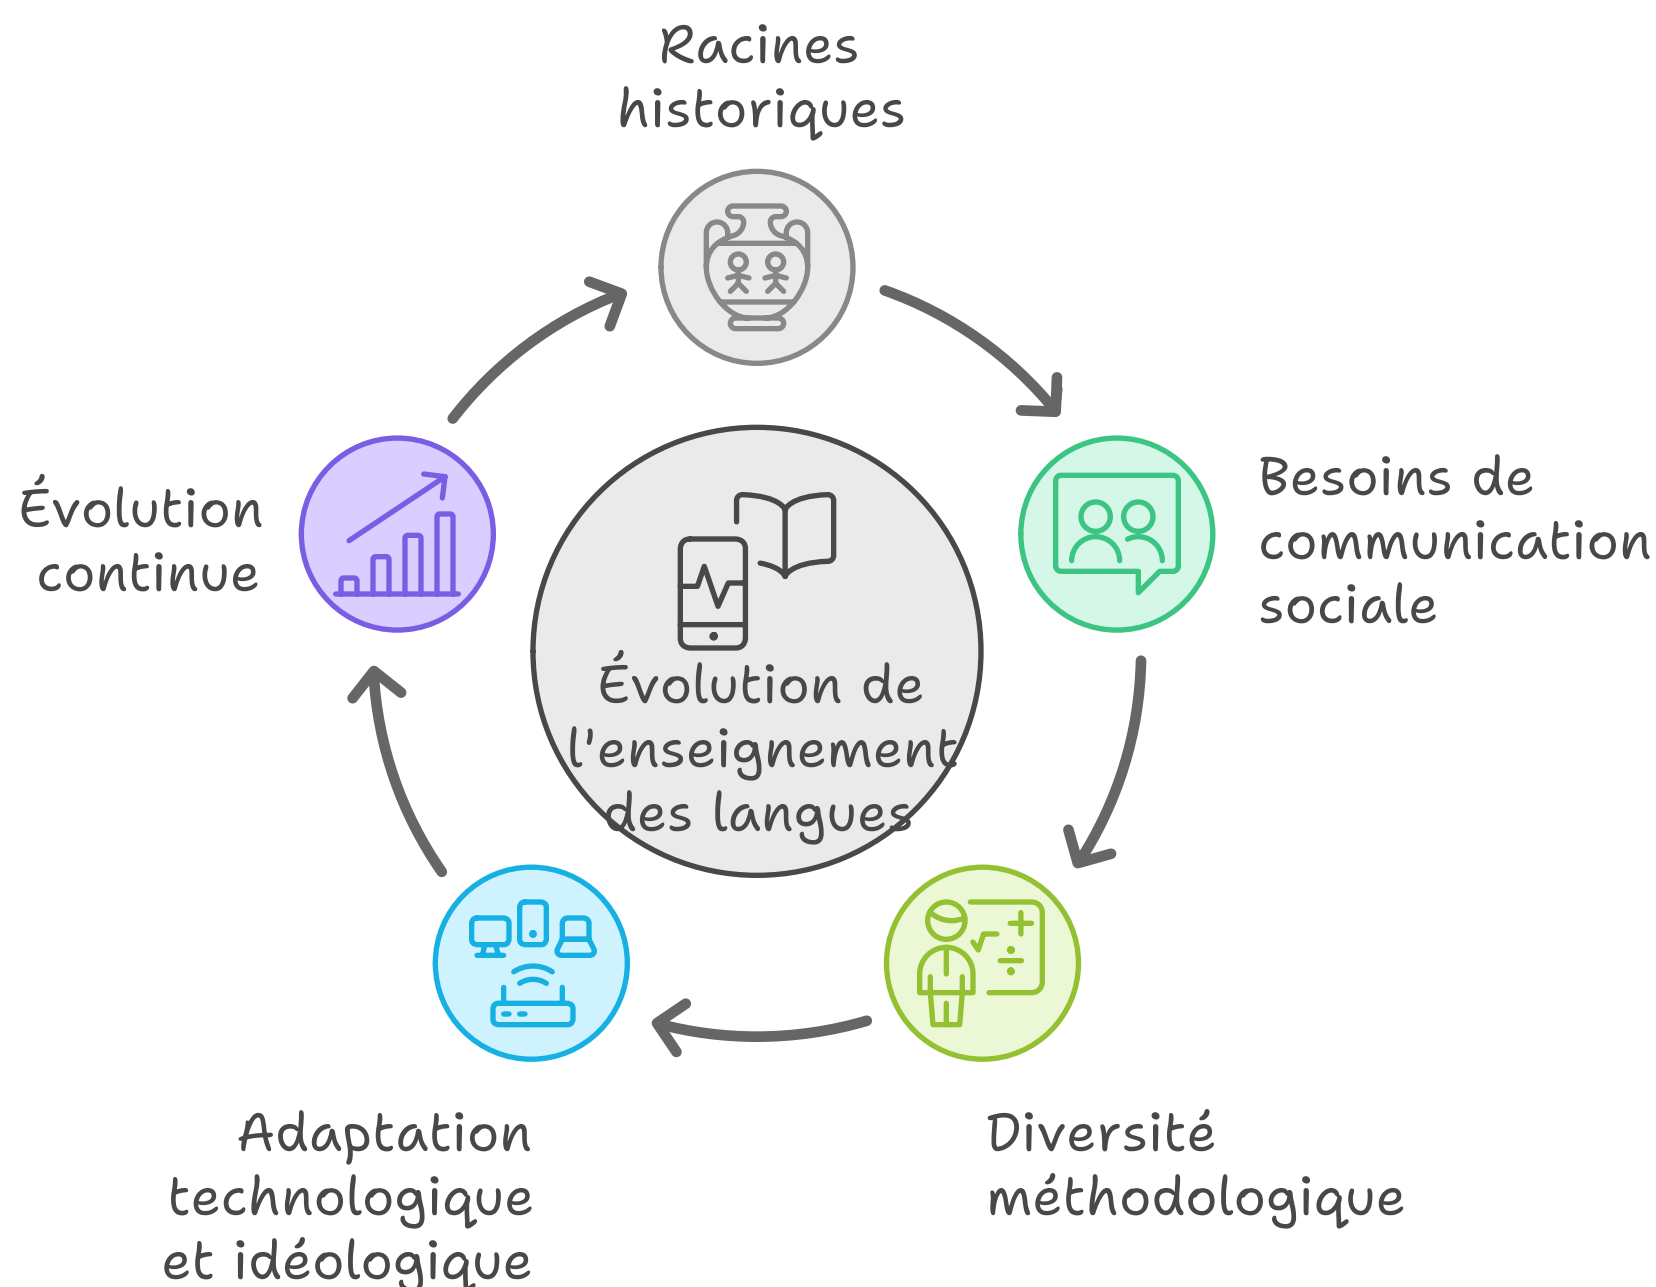 Racines
historiques
Besoins de
communication
sociale
Évolution
continue
Évolution de
l'enseignement
des langues
Diversité
méthodologique
Adaptation
technologique
et idéologique